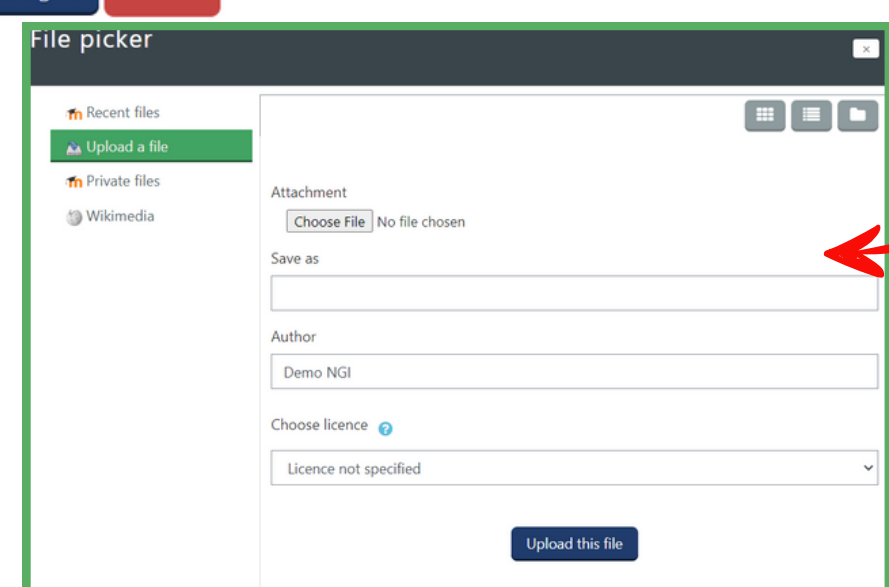 File picker
×
Recent files
Upload a file
Private files
Wikimedia
Attachment
Choose File No file chosen
Save as
Author
Demo NGI
Choose licence ?
Licence not specified
Upload this file